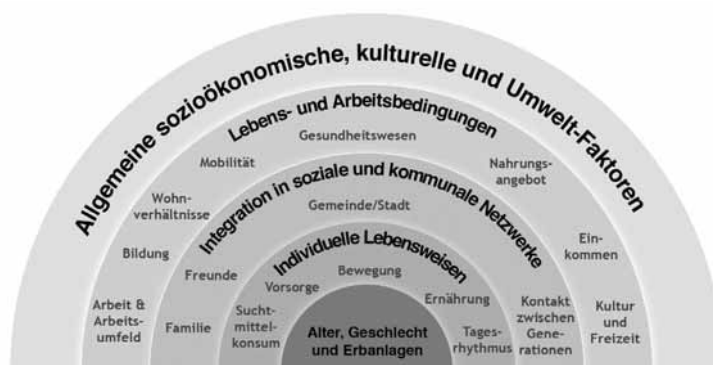 Allgemeine sozioökonomische, kulturelle und Umwelt-Faktoren
Lebens- und Arbeitsbedingungen
Gesundheitswesen
Mobilität
Nahrungs-
angebot
Wohn-
verhältnisse
Bildung
Ein-
kommen
Arbeit &
Arbeits-
umfeld
Kultur
und
Freizeit
Integration in soziale und kommunale Netzwerke
Gemeinde/Stadt
Freunde
Familie
Kontakt
zwischen
Gene-
rationen
Individuelle Lebensweisen
Bewegung
Vorsorge
Ernährung
Sucht-
mittel-
konsum
Tages-
rhythmus
Alter, Geschlecht
und Erbanlagen